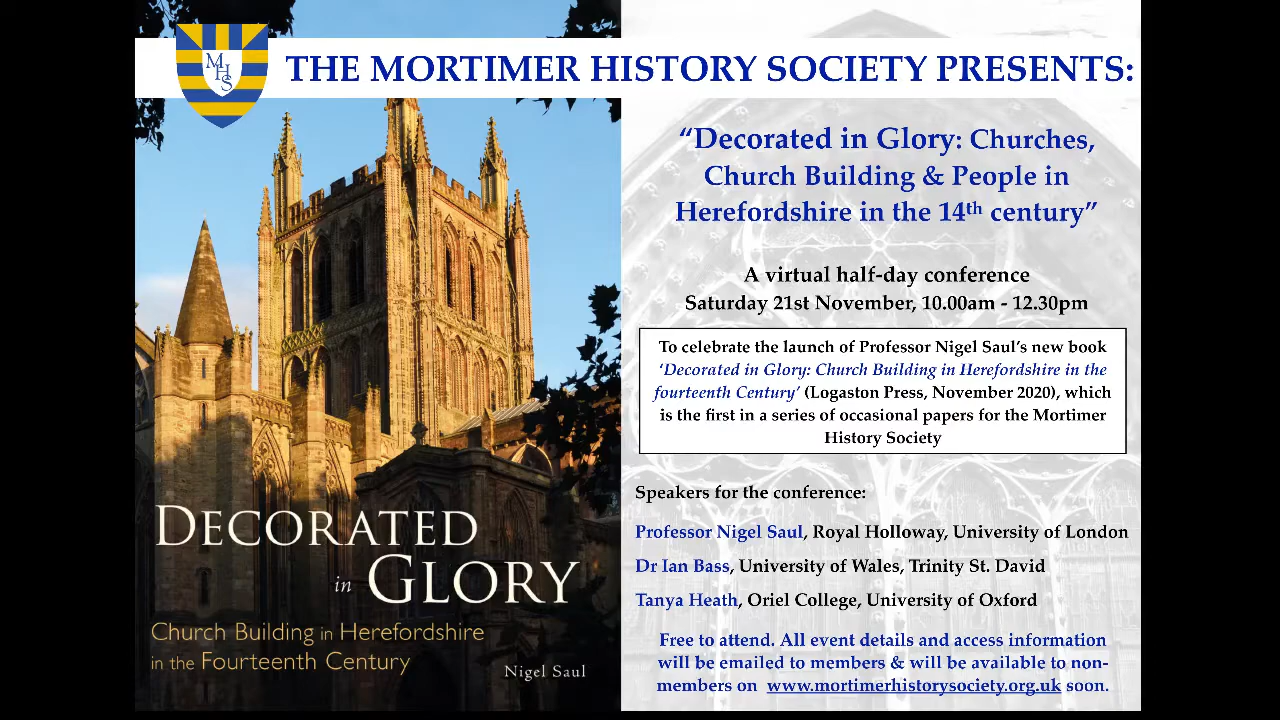 MHS
THE MORTIMER HISTORY SOCIETY PRESENTS:
“Decorated in Glory: Churches,
Church Building & People in
Herefordshire in the 14th century”
A virtual half-day conference
Saturday 21st November, 10.00am - 12.30pm
To celebrate the launch of Professor Nigel Saul’s new book
‘Decorated in Glory: Church Building in Herefordshire in the
fourteenth Century’ (Logaston Press, November 2020), which
is the first in a series of occasional papers for the Mortimer
History Society
Speakers for the conference:
Professor Nigel Saul, Royal Holloway, University of London
Dr Ian Bass, University of Wales, Trinity St. David
Tanya Heath, Oriel College, University of Oxford
Free to attend. All event details and access information
will be emailed to members & will be available to non-
members on www.mortimerhistorysociety.org.uk soon.
DECORATED
in GLORY
Church Building in Herefordshire
in the Fourteenth Century
Nigel Saul